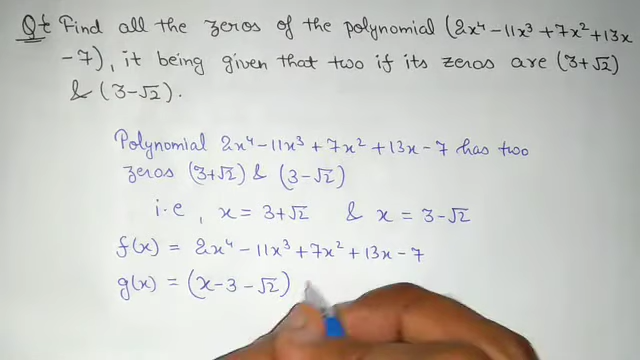 Q: Find all the zeros of the polynomial (2x⁴ - 11x³ + 7x² + 13x
- 7), it being given that two if its zeros are (3+√2)
& (3-√2).
Polynomial 2x⁴ - 11x³ + 7x² + 13x - 7 has two
zeros (3+√2) & (3-√2)
i.e, x = 3+√2 & x = 3-√2
f(x) = 2x⁴ - 11x³ + 7x² + 13x - 7
g(x) = (x-3-√2)